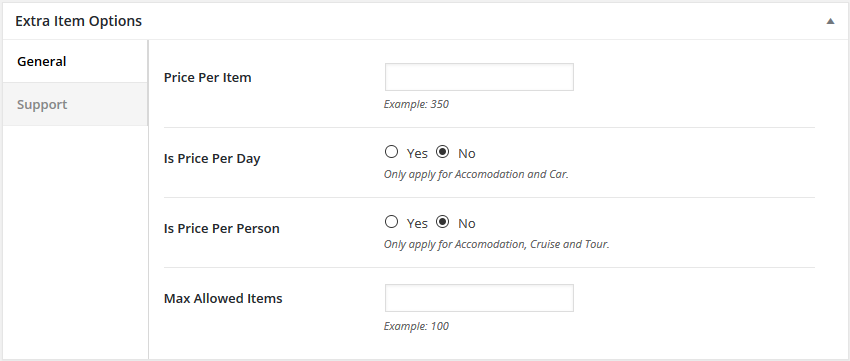 Extra Item Options
General
Support
Price Per Item
Example: 350
Is Price Per Day
Yes No
Only apply for Accomodation and Car.
Is Price Per Person
Yes No
Only apply for Accomodation, Cruise and Tour.
Max Allowed Items
Example: 100